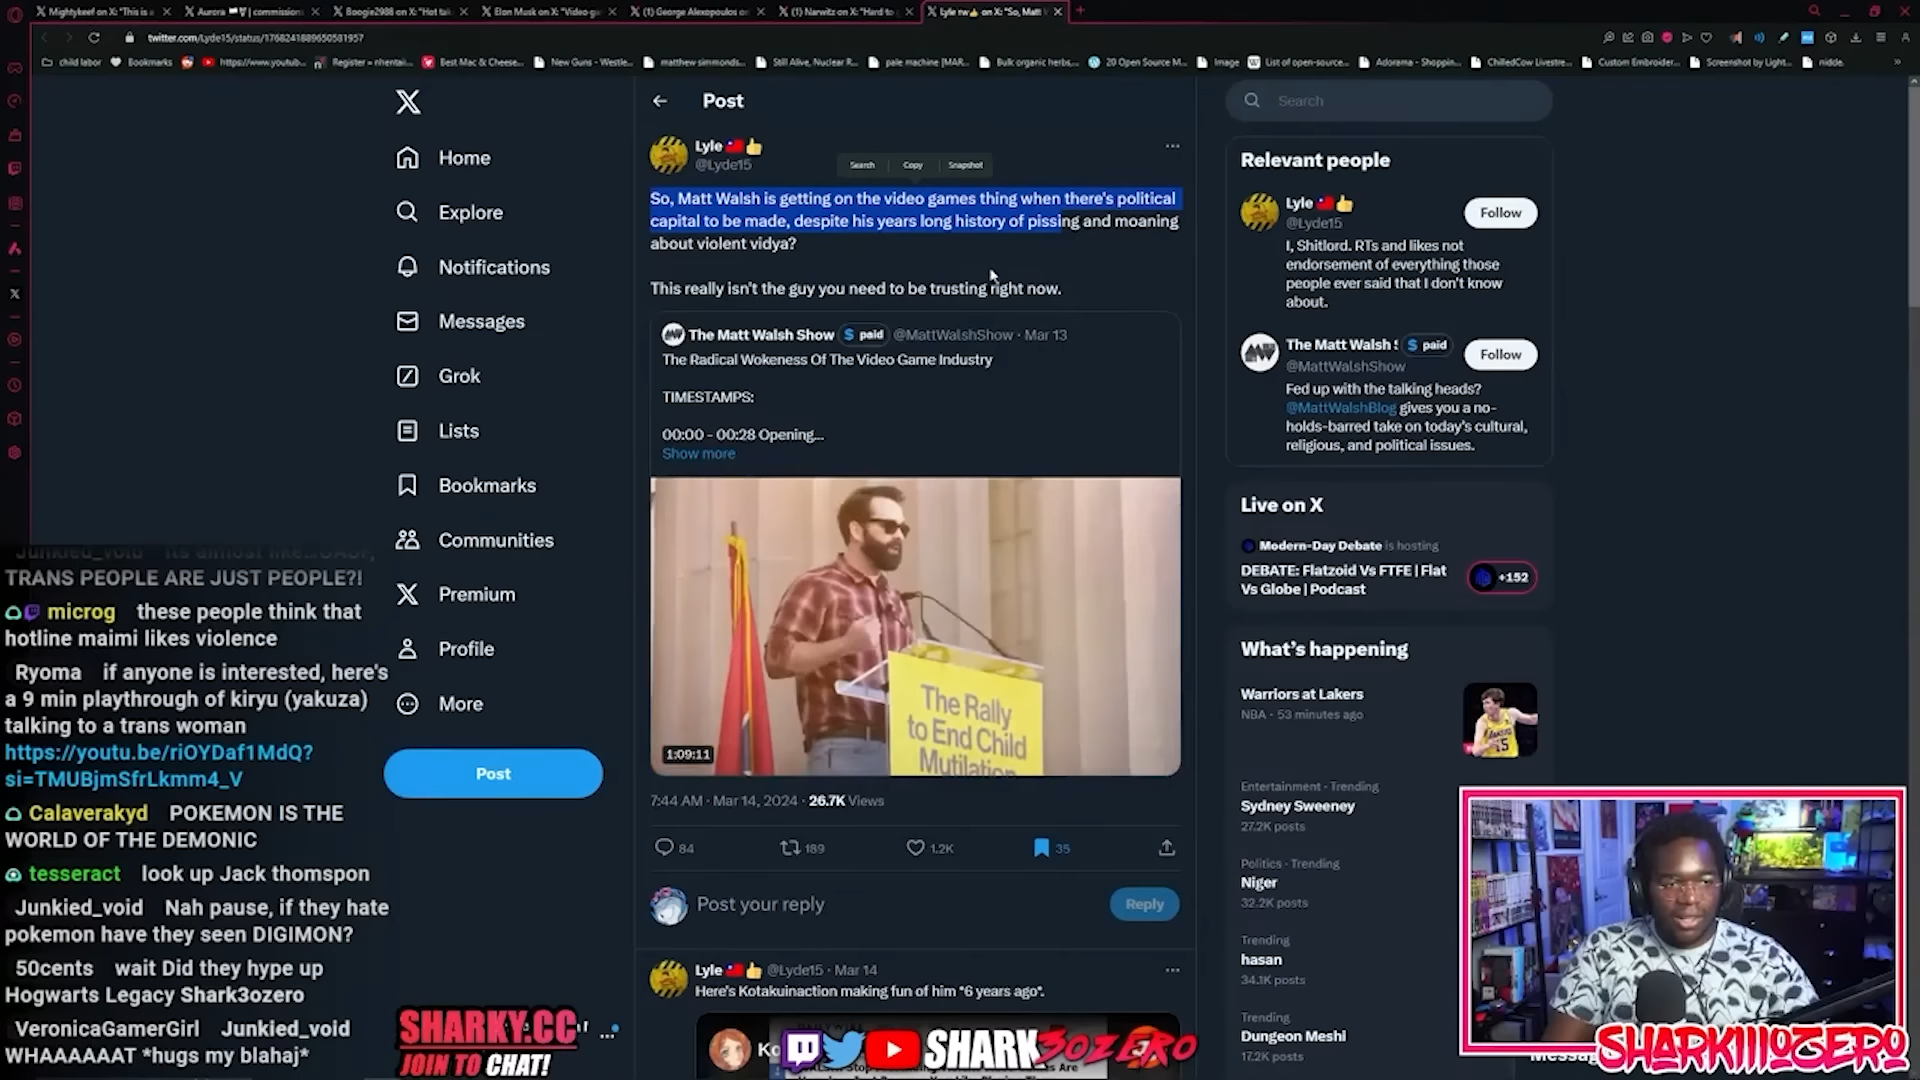 Mightykeef on X: "This is a
Aurora | commission
Boogie2988 on X: "Hot tak
Elon Musk on X: "Video g
(1) George Alexopoulos on
(1) Narwitz on X: "Hard to
Lyle on X: "So, Matt
twitter.com/Lyde15/status/1768241889650581957
child labor
Bookmarks
https://www.youtub...
Register
Best Mac & Cheese...
New Guns - Westle...
matthew simmonds...
Still Alive, Nuclear R...
pale machine [MAR...
Bulk organic herbs,...
20 Open Source M...
Image
List of open-source...
Adorama - Shoppin...
ChilledCow Livestre...
Custom Embroider...
Screenshot by Light...
nidde.
Home
Explore
Notifications
Messages
Grok
Lists
Bookmarks
Communities
Premium
Profile
More
Post
Post
Lyle
@Lyde15
Search
Copy
Snapshot
So, Matt Walsh is getting on the video games thing when there's political
capital to be made, despite his years long history of pissing and moaning
about violent vidya?
This really isn't the guy you need to be trusting right now.
The Matt Walsh Show $ paid @MattWalshShow · Mar 13
The Radical Wokeness Of The Video Game Industry
TIMESTAMPS:
00:00 - 00:28 Opening...
Show more
The Rally
to End Child
Mutilation
1:09:11
7:44 AM · Mar 14, 2024 · 26.7K Views
84
189
1.2K
35
Post your reply
Reply
Lyle @Lyde15 · Mar 14
Here's Kotakuinaction making fun of him *6 years ago*.
Search
Relevant people
Lyle
@Lyde15
Follow
I, Shitlord. RTs and likes not
endorsement of everything those
people ever said that I don't know
about.
The Matt Walsh $ paid
@MattWalshShow
Follow
Fed up with the talking heads?
@MattWalshBlog gives you a no-
holds-barred take on today's cultural,
religious, and political issues.
Live on X
Modern-Day Debate is hosting
DEBATE: Flatzoid Vs FTFE | Flat
Vs Globe | Podcast
+152
What's happening
Warriors at Lakers
NBA · 53 minutes ago
Entertainment · Trending
Sydney Sweeney
27.2K posts
Politics · Trending
Niger
32.2K posts
Trending
hasan
34.1K posts
Trending
Dungeon Meshi
17.2K posts
TRANS PEOPLE ARE JUST PEOPLE?!
microg these people think that
hotline maimi likes violence
Ryoma if anyone is interested, here's
a 9 min playthrough of kiryu (yakuza)
talking to a trans woman
https://youtu.be/riOYDaf1MdQ?
si=TMUBjmSfrLkmm4_V
Calaverakyd POKEMON IS THE
WORLD OF THE DEMONIC
tesseract look up Jack thomspon
Junkied_void Nah pause, if they hate
pokemon have they seen DIGIMON?
50cents wait Did they hype up
Hogwarts Legacy Shark3ozero
VeronicaGamerGirl Junkied_void
WHAAAAAAT *hugs my blahaj*
SHARKY.CC
JOIN TO CHAT!
SHARK3OZERO
SHARKIIIOZERO